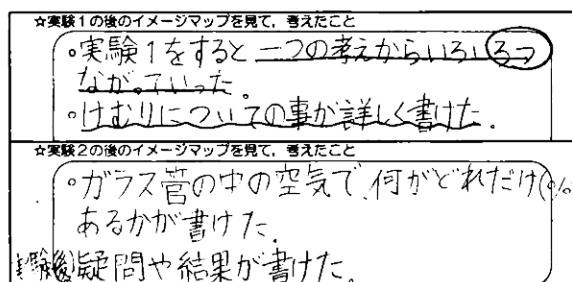 ☆実験1の後のイメージマップを見て,考えたこと
○実験1をすると一つの考えからいろいろつ
ながっていった。
○けむりについての事が詳しく書けた.
☆実験2の後のイメージマップを見て,考えたこと
○ガラス菅の中の空気で、何がどれだけ(%
あるかが書けた.
実験後疑問や結果が書けた.